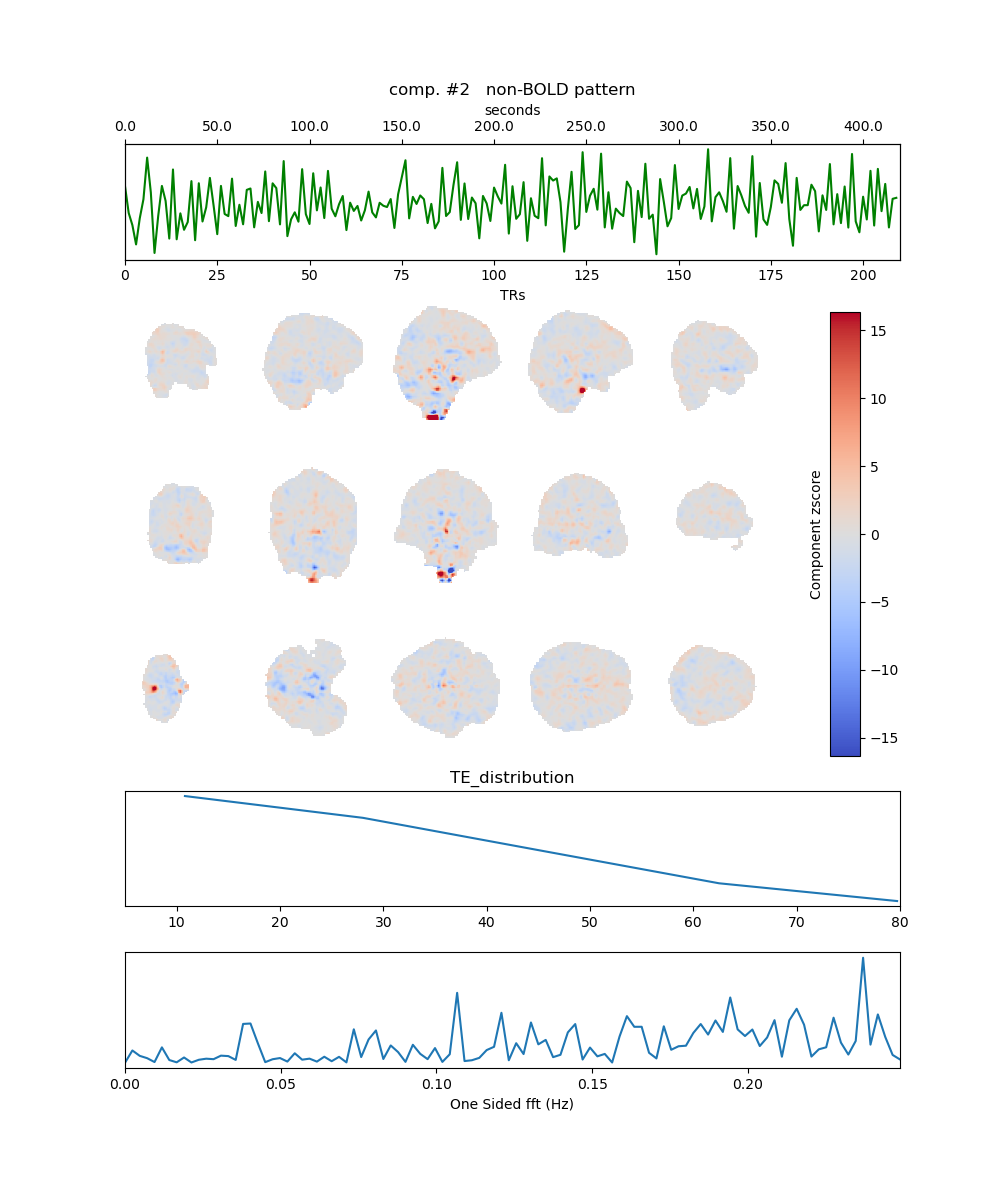 comp. #2   non-BOLD pattern
seconds
0.0 50.0 100.0 150.0 200.0 250.0 300.0 350.0 400.0
0 25 50 75 100 125 150 175 200
TRs
15
10
5
0
−5
−10
−15
Component zscore
TE_distribution
10 20 30 40 50 60 70 80
0.00 0.05 0.10 0.15 0.20
One Sided fft (Hz)